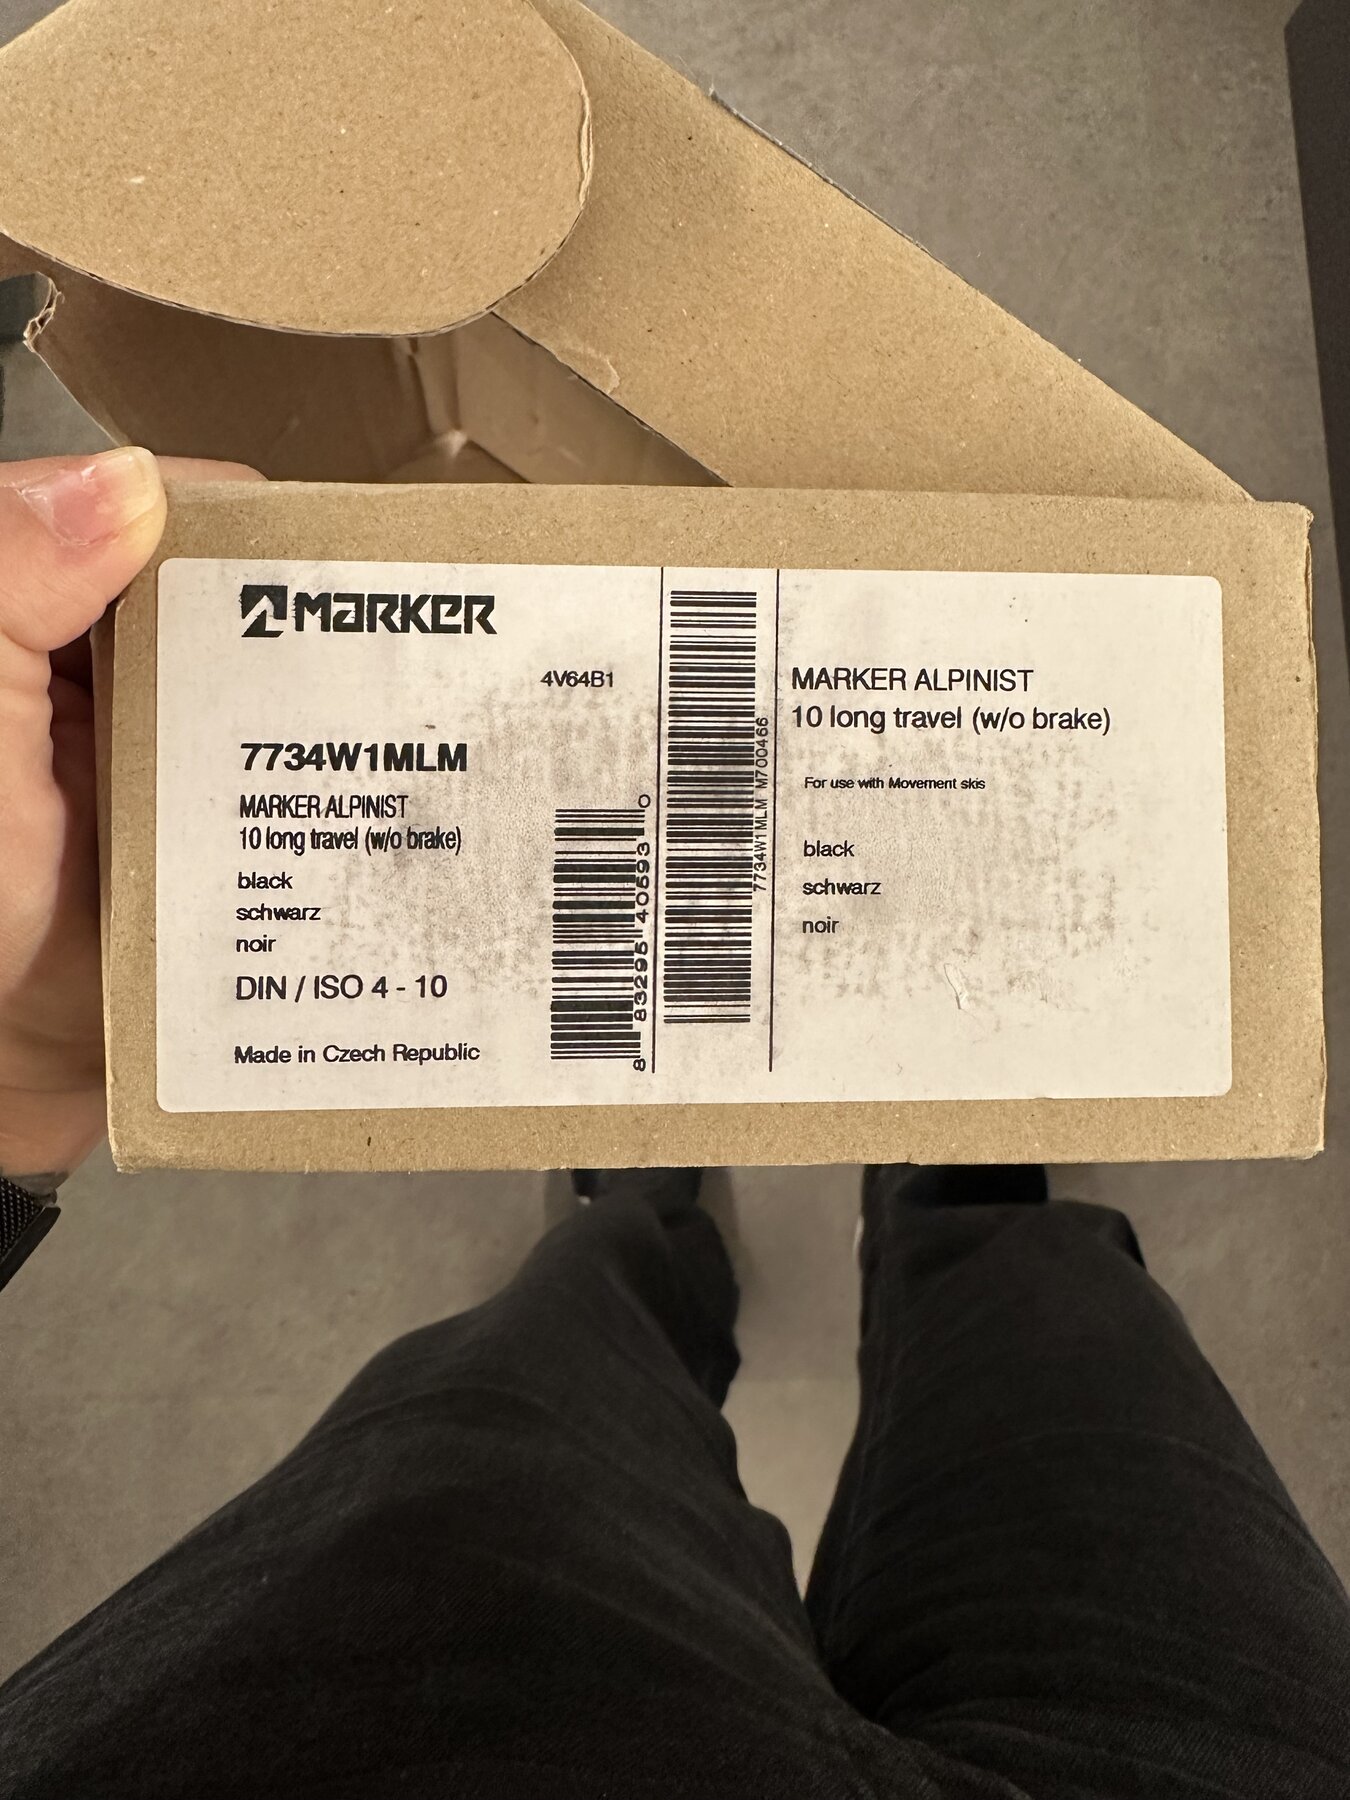 MARKER
4V64B1
7734W1MLM
MARKER ALPINIST
10 long travel (w/o brake)
black
schwarz
noir
DIN / ISO 4 - 10
Made in Czech Republic
8 83295 40593 0
7734W1MLM M700466
MARKER ALPINIST
10 long travel (w/o brake)
For use with Movement skis
black
schwarz
noir